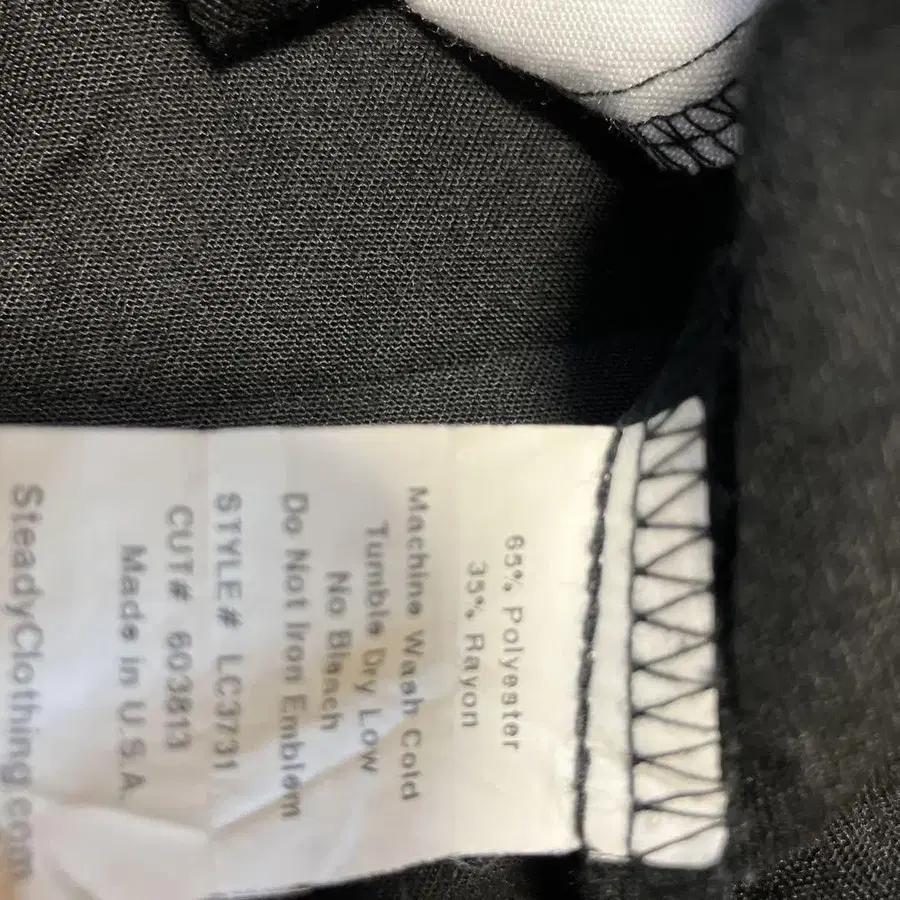 65% Polyester
35% Rayon
Machine Wash Cold
Tumble Dry Low
No Blaach
Do Not Iron Emblem
STYLE# LC3731
CUT# 603813
Made in U.S.A.
SteadyClothing.com